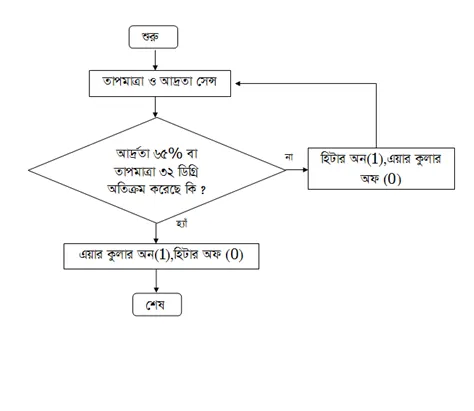 শুরু
তাপমাত্রা ও আদ্রতা সেন্স
আর্দ্রতা ৬৫% বা
তাপমাত্রা ৩২ ডিগ্রি
অতিক্রম করেছে কি ?
না
হিটার অন(1),এয়ার কুলার
অফ (0)
হ্যাঁ
এয়ার কুলার অন(1),হিটার অফ (0)
শেষ